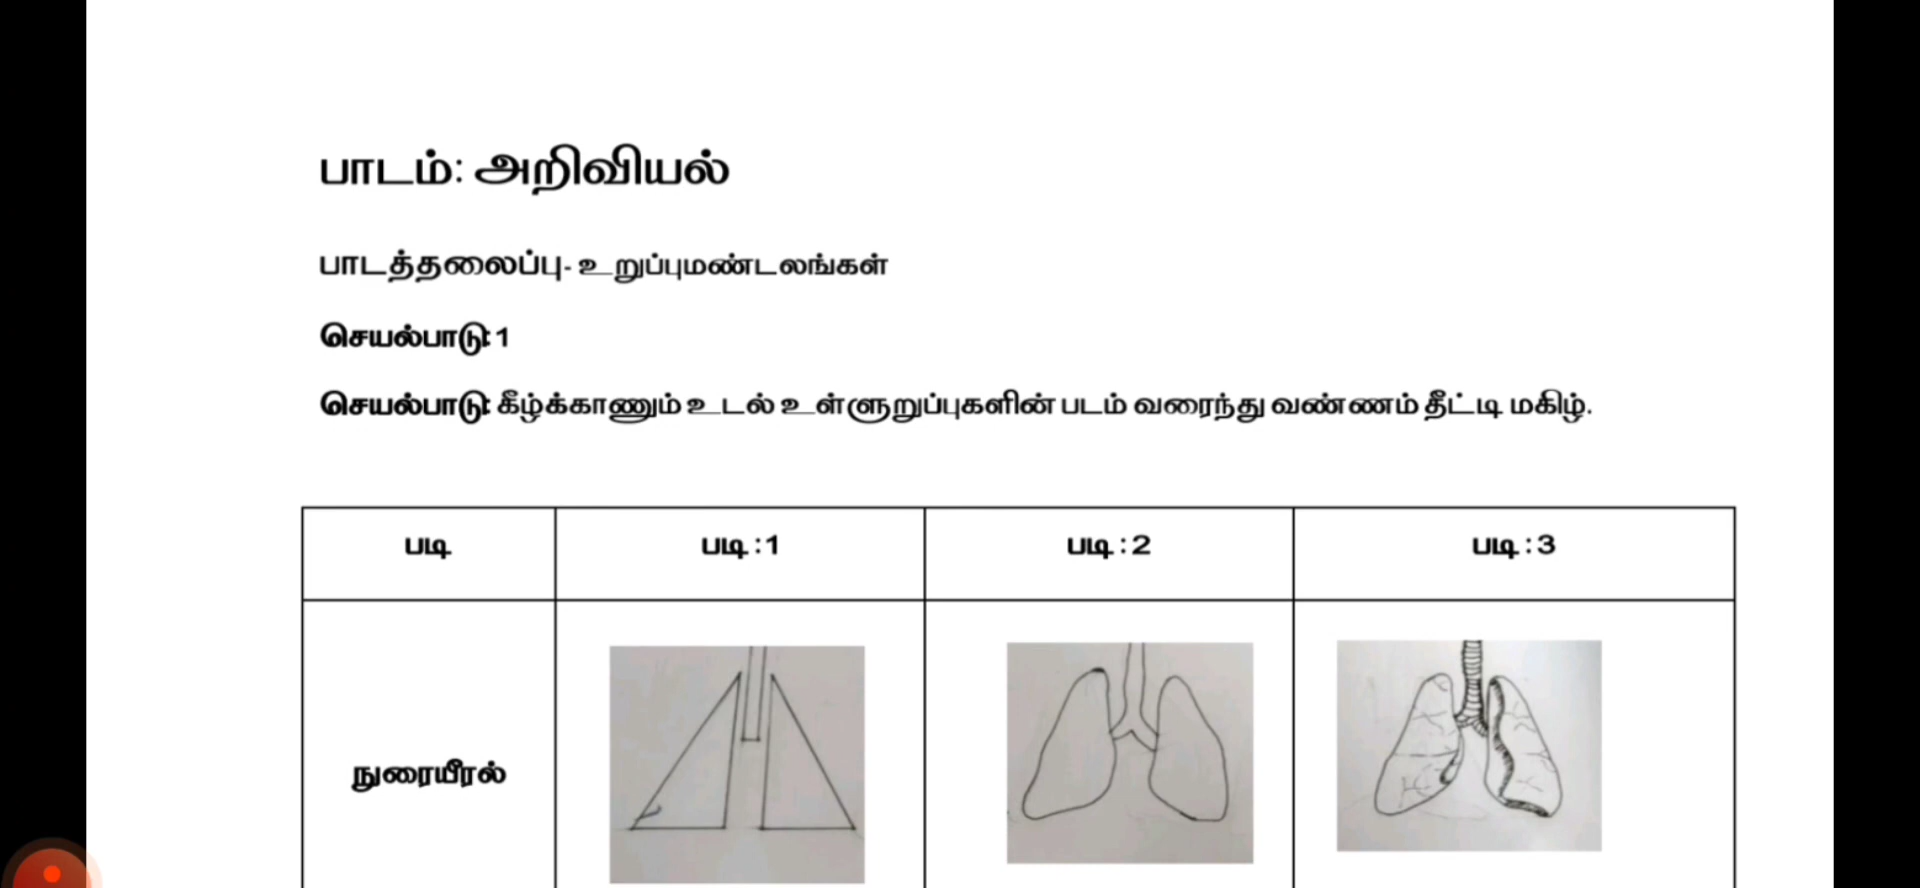 பாடம்: அறிவியல்
பாடத்தலைப்பு- உறுப்புமண்டலங்கள்
செயல்பாடு:1
செயல்பாடு: கீழ்க்காணும் உடல் உள்ளுறுப்புகளின் படம் வரைந்து வண்ணம் தீட்டி மகிழ்.
படி படி :1 படி : 2 படி : 3
நுரையீரல்